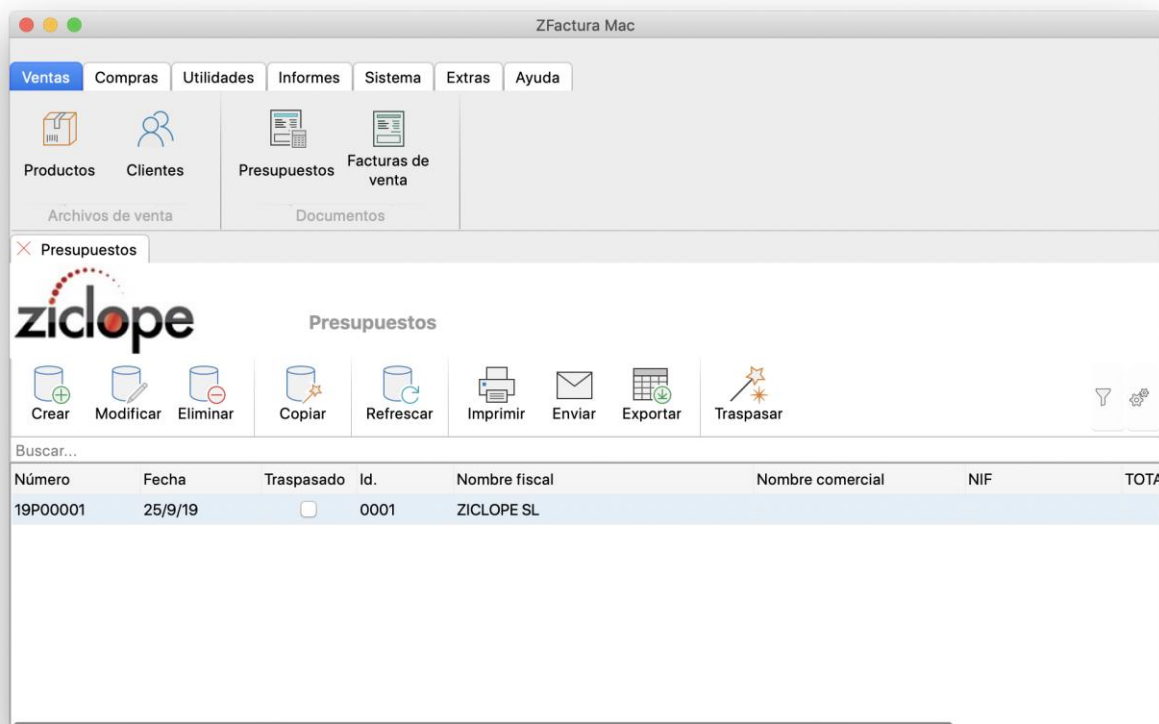 ZFactura Mac
Ventas Compras Utilidades Informes Sistema Extras Ayuda
Productos Clientes Presupuestos Facturas de venta
Archivos de venta Documentos
Presupuestos
ziclope Presupuestos
Crear Modificar Eliminar Copiar Refrescar Imprimir Enviar Exportar Traspasar
Buscar...
Número Fecha Traspasado Id. Nombre fiscal Nombre comercial NIF TOTA
19P00001 25/9/19 0001 ZICLOPE SL